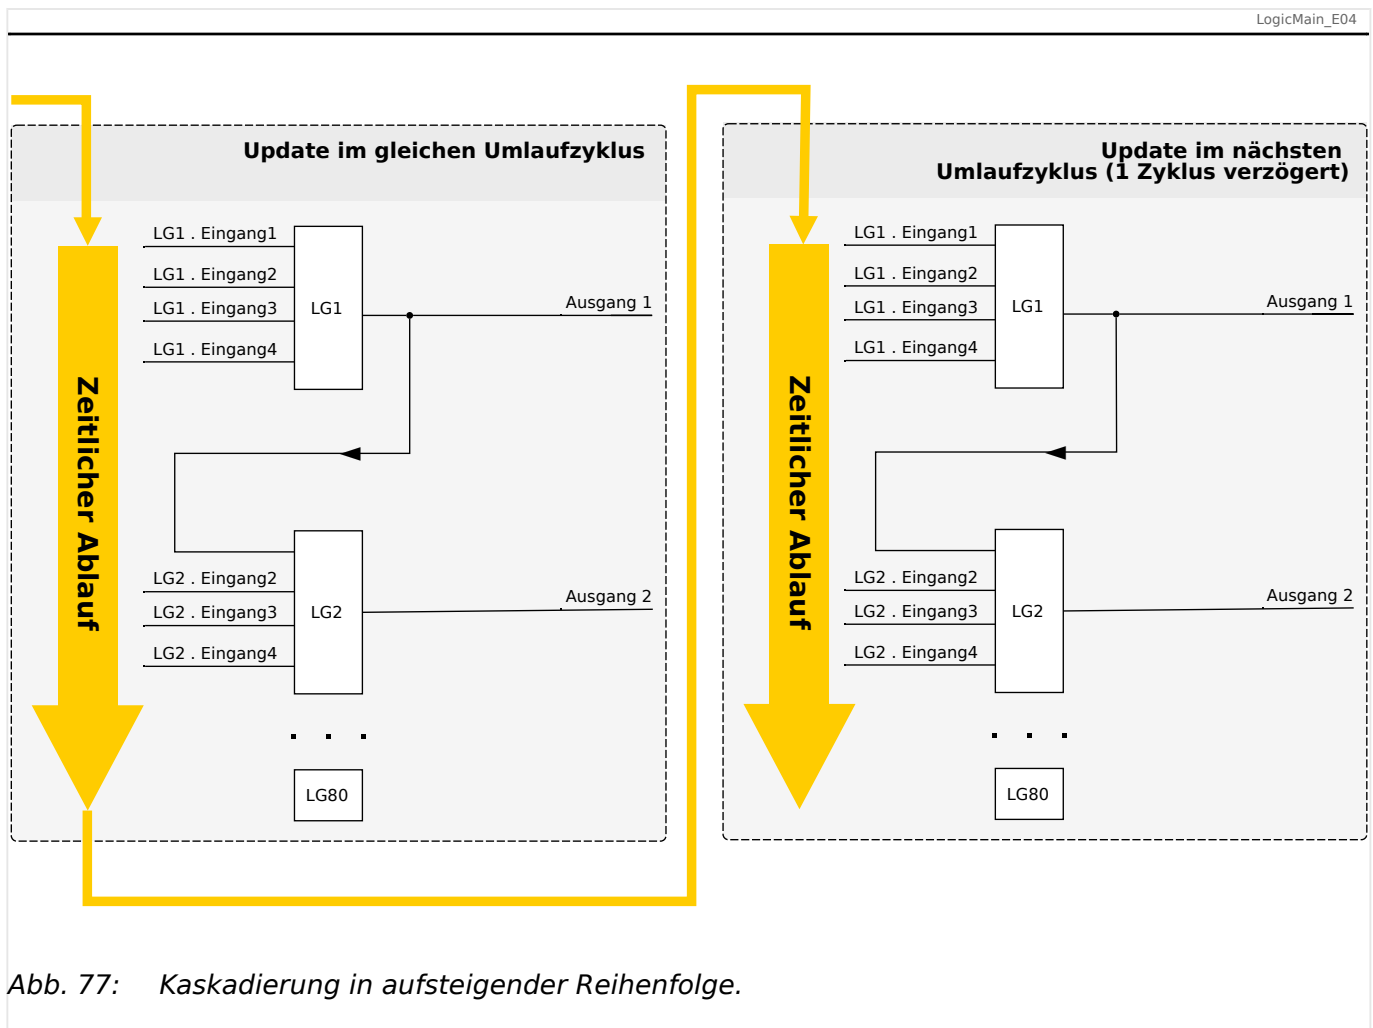 LogicMain_E04
Update im gleichen Umlaufzyklus
LG1 . Eingang1
LG1 . Eingang2
LG1 . Eingang3
LG1 . Eingang4
LG1
Ausgang 1
Zeitlicher Ablauf
LG2 . Eingang2
LG2 . Eingang3
LG2 . Eingang4
LG2
Ausgang 2
. . .
LG80
Update im nächsten
Umlaufzyklus (1 Zyklus verzögert)
LG1 . Eingang1
LG1 . Eingang2
LG1 . Eingang3
LG1 . Eingang4
LG1
Ausgang 1
Zeitlicher Ablauf
LG2 . Eingang2
LG2 . Eingang3
LG2 . Eingang4
LG2
Ausgang 2
. . .
LG80
Abb. 77: Kaskadierung in aufsteigender Reihenfolge.